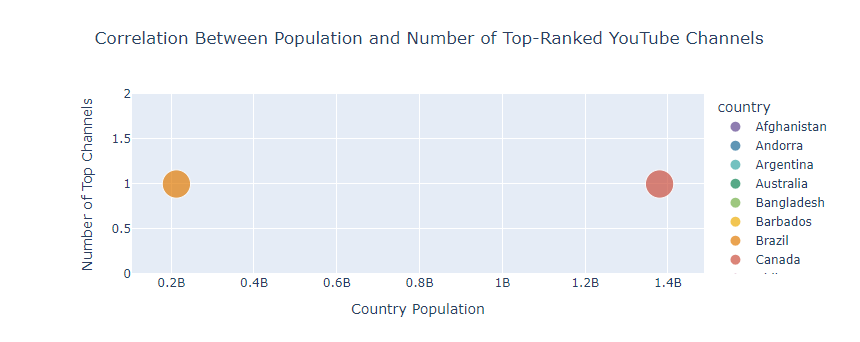 Correlation Between Population and Number of Top-Ranked YouTube Channels
Number of Top Channels
2
1.5
1
0.5
0
0.2B 0.4B 0.6B 0.8B 1B 1.2B 1.4B
Country Population
country
Afghanistan
Andorra
Argentina
Australia
Bangladesh
Barbados
Brazil
Canada